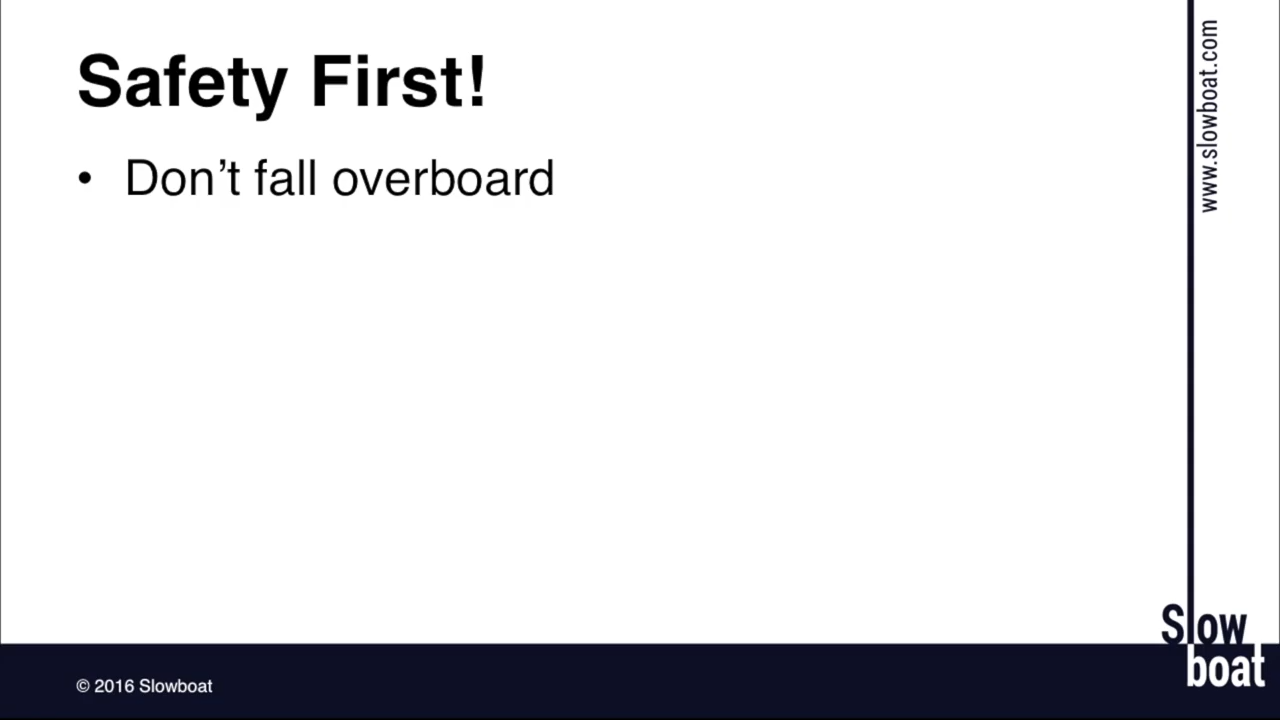 Safety First!
• Don’t fall overboard
www.slowboat.com
Slow
boat
© 2016 Slowboat